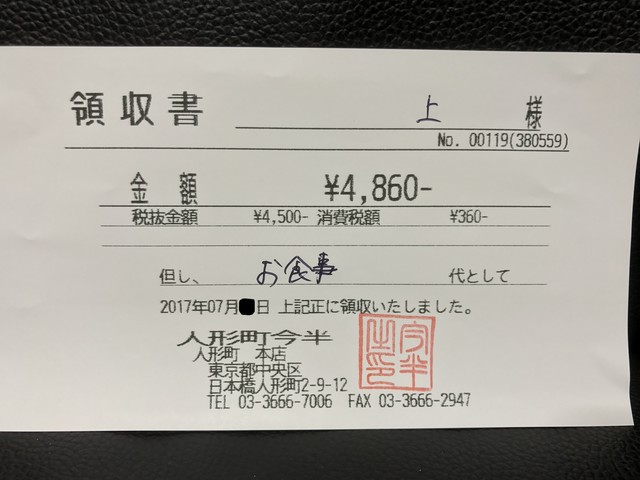 領収書 上 様
No. 00119(380559)
金額 ¥4,860-
税抜金額 ¥4,500- 消費税額 ¥360-
但し、 お食事 代として
2017年07月 日 上記正に領収いたしました。
人形町今半
人形町 本店
東京都中央区
日本橋人形町2-9-12
TEL 03-3666-7006 FAX 03-3666-2947
今半之印